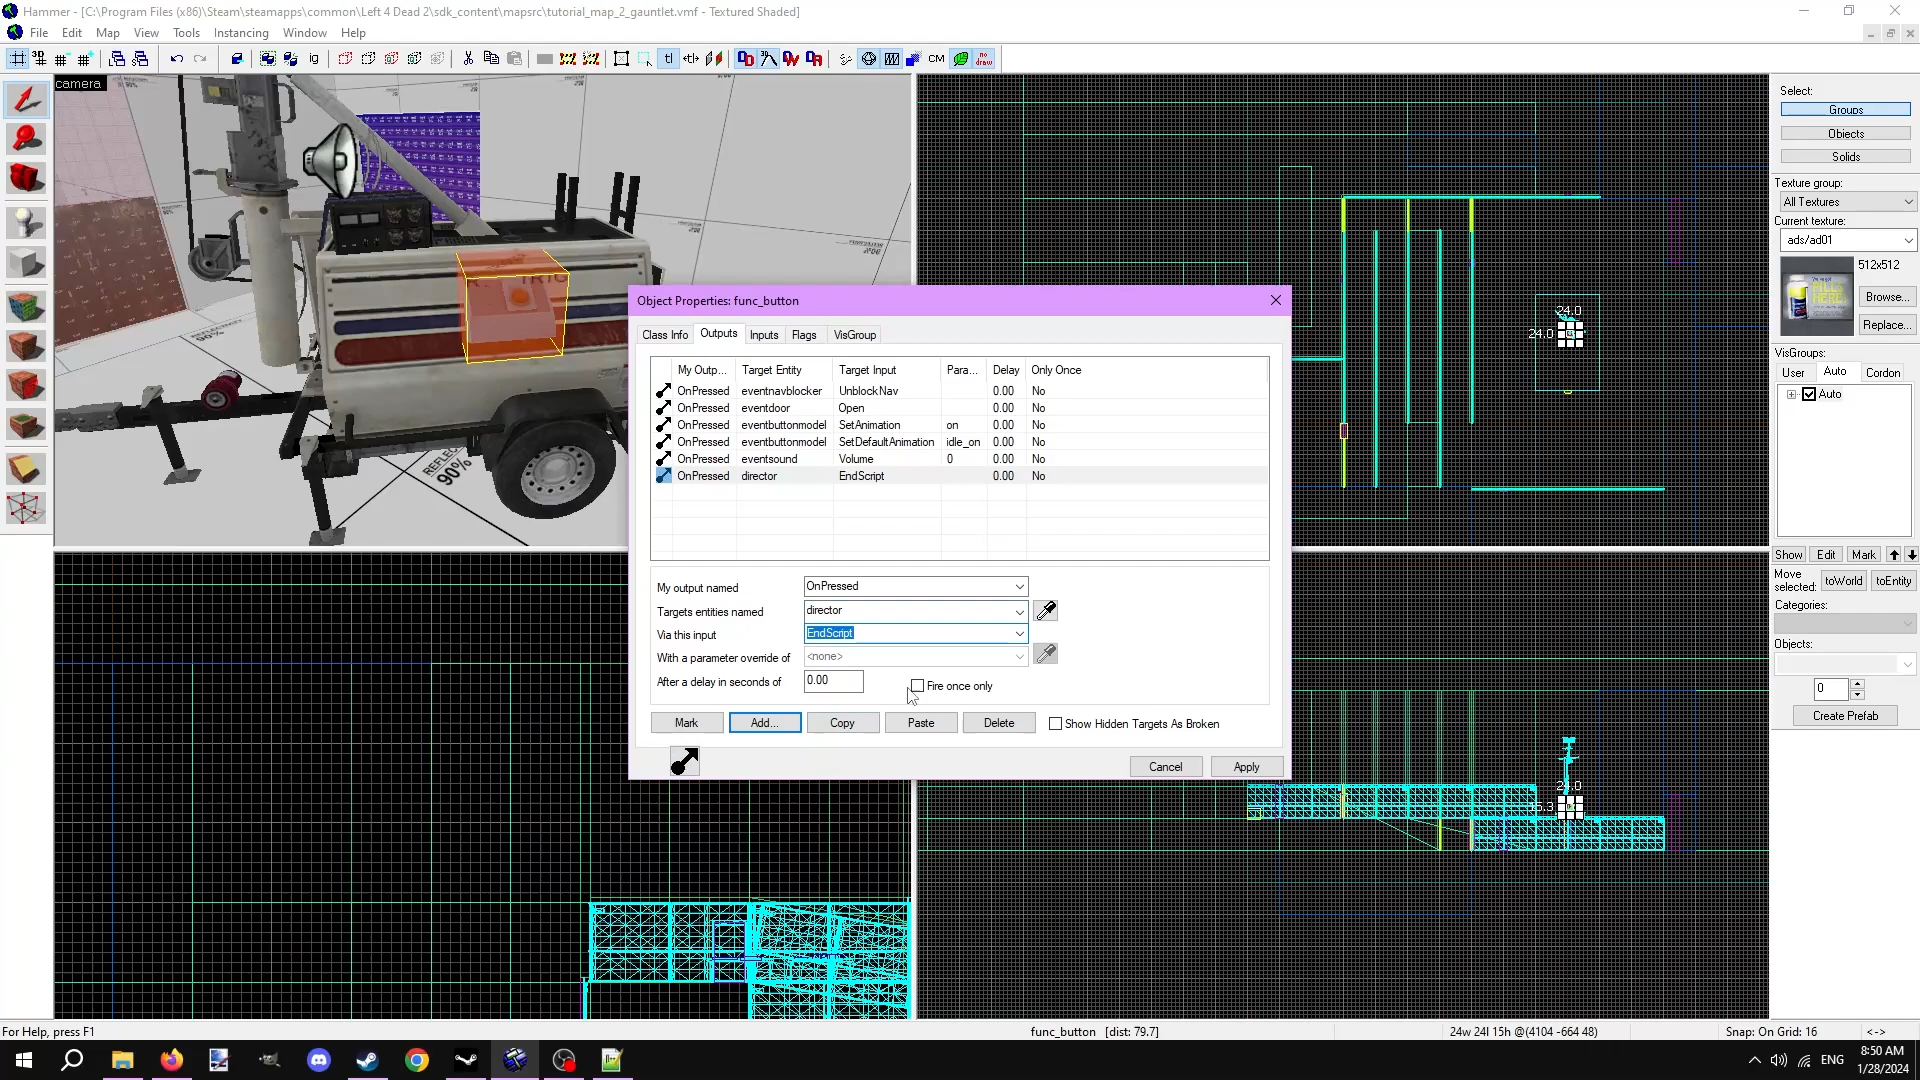 Hammer - [C:\Program Files (x86)\Steam\steamapps\common\Left 4 Dead 2\sdk_content\mapsrc\tutorial_map_2_gauntlet.vmf - Textured Shaded]
File Edit Map View Tools Instancing Window Help
camera
Select:
Groups
Objects
Solids
Texture group:
All Textures
Current texture:
ads/ad01
512x512
Browse...
Replace...
VisGroups:
User Auto Cordon
Auto
Show Edit Mark
Move selected: toWorld toEntity
Categories:
Objects:
0
Create Prefab
Object Properties: func_button
Class Info Outputs Inputs Flags VisGroup
My Outp... Target Entity Target Input Para... Delay Only Once
OnPressed eventnavblocker UnblockNav 0.00 No
OnPressed eventdoor Open 0.00 No
OnPressed eventbuttonmodel SetAnimation on 0.00 No
OnPressed eventbuttonmodel SetDefaultAnimation idle_on 0.00 No
OnPressed eventsound Volume 0 0.00 No
OnPressed director EndScript 0.00 No
My output named OnPressed
Targets entities named director
Via this input EndScript
With a parameter override of <none>
After a delay in seconds of 0.00 Fire once only
Mark Add... Copy Paste Delete Show Hidden Targets As Broken
Cancel Apply
24.0
24.0
24.0
90%
For Help, press F1 func_button [dist: 79.7] 24w 24l 15h @(4104 -664 48) Snap: On Grid: 16 <->
ENG
8:50 AM
1/28/2024